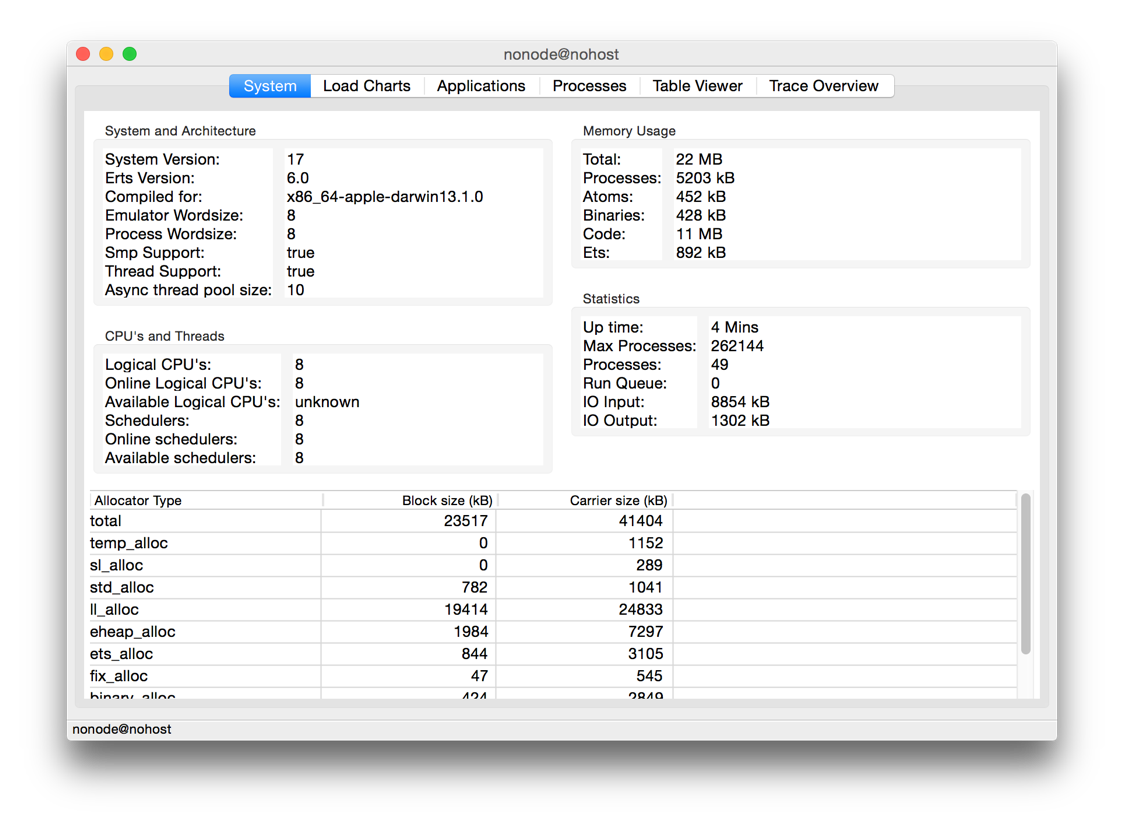 nonode@nohost
System Load Charts Applications Processes Table Viewer Trace Overview
System and Architecture
System Version: 17
Erts Version: 6.0
Compiled for: x86_64-apple-darwin13.1.0
Emulator Wordsize: 8
Process Wordsize: 8
Smp Support: true
Thread Support: true
Async thread pool size: 10
CPU's and Threads
Logical CPU's: 8
Online Logical CPU's: 8
Available Logical CPU's: unknown
Schedulers: 8
Online schedulers: 8
Available schedulers: 8
Memory Usage
Total: 22 MB
Processes: 5203 kB
Atoms: 452 kB
Binaries: 428 kB
Code: 11 MB
Ets: 892 kB
Statistics
Up time: 4 Mins
Max Processes: 262144
Processes: 49
Run Queue: 0
IO Input: 8854 kB
IO Output: 1302 kB
Allocator Type Block size (kB) Carrier size (kB)
total 23517 41404
temp_alloc 0 1152
sl_alloc 0 289
std_alloc 782 1041
ll_alloc 19414 24833
eheap_alloc 1984 7297
ets_alloc 844 3105
fix_alloc 47 545
binary_alloc 424 2849
nonode@nohost